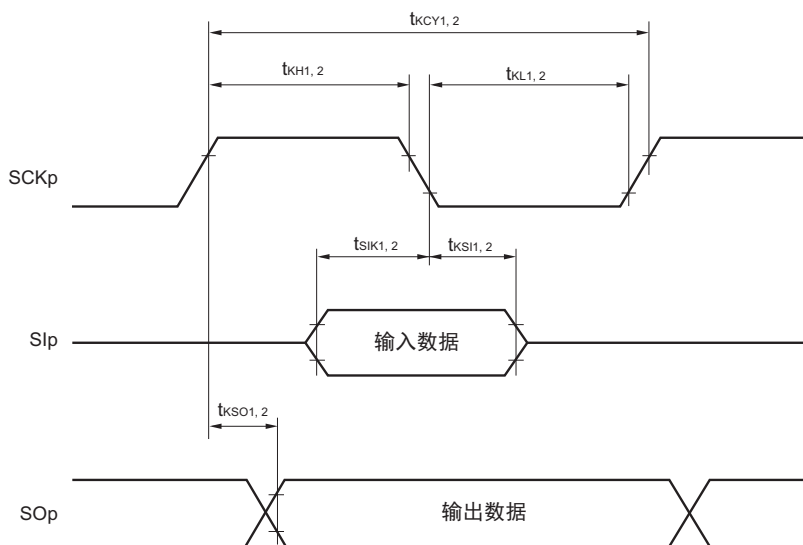 tKCY1, 2
tKH1, 2
tKL1, 2
SCKp
tSIK1, 2
tKSI1, 2
SIp
输入数据
tKSO1, 2
SOp
输出数据